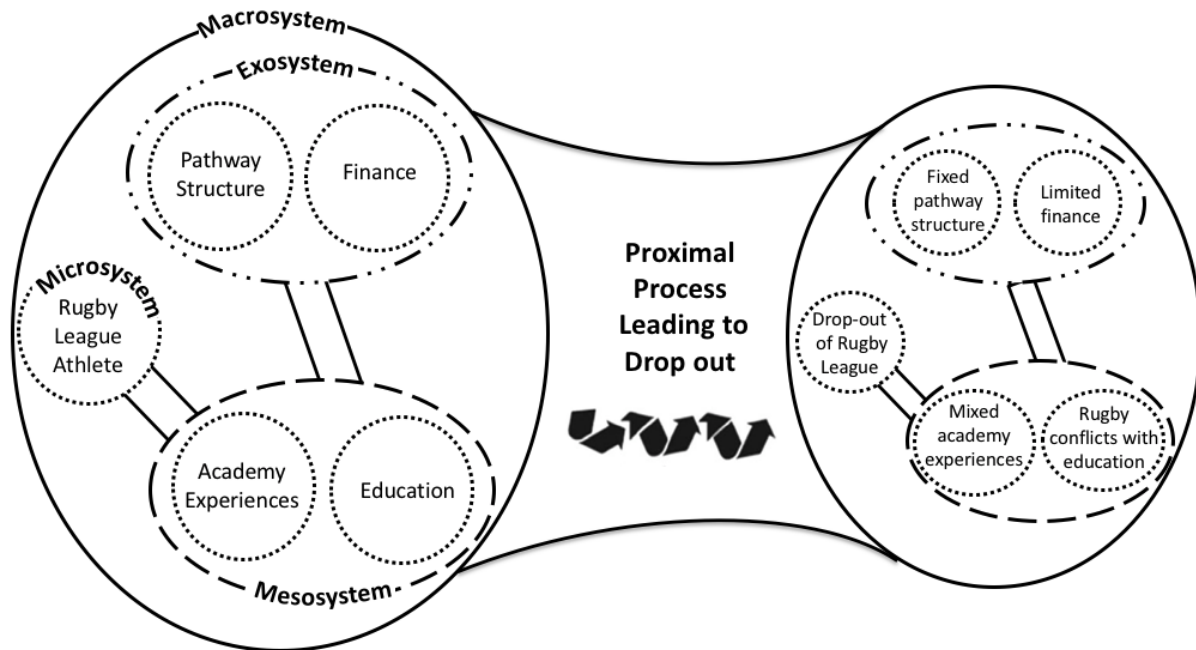 Macrosystem
Exosystem
Pathway
Structure
Finance
Microsystem
Rugby
League
Athlete
Academy
Experiences
Education
Mesosystem
Proximal
Process
Leading to
Drop out
Fixed
pathway
structure
Limited
finance
Drop-out
of Rugby
League
Mixed
academy
experiences
Rugby
conflicts with
education